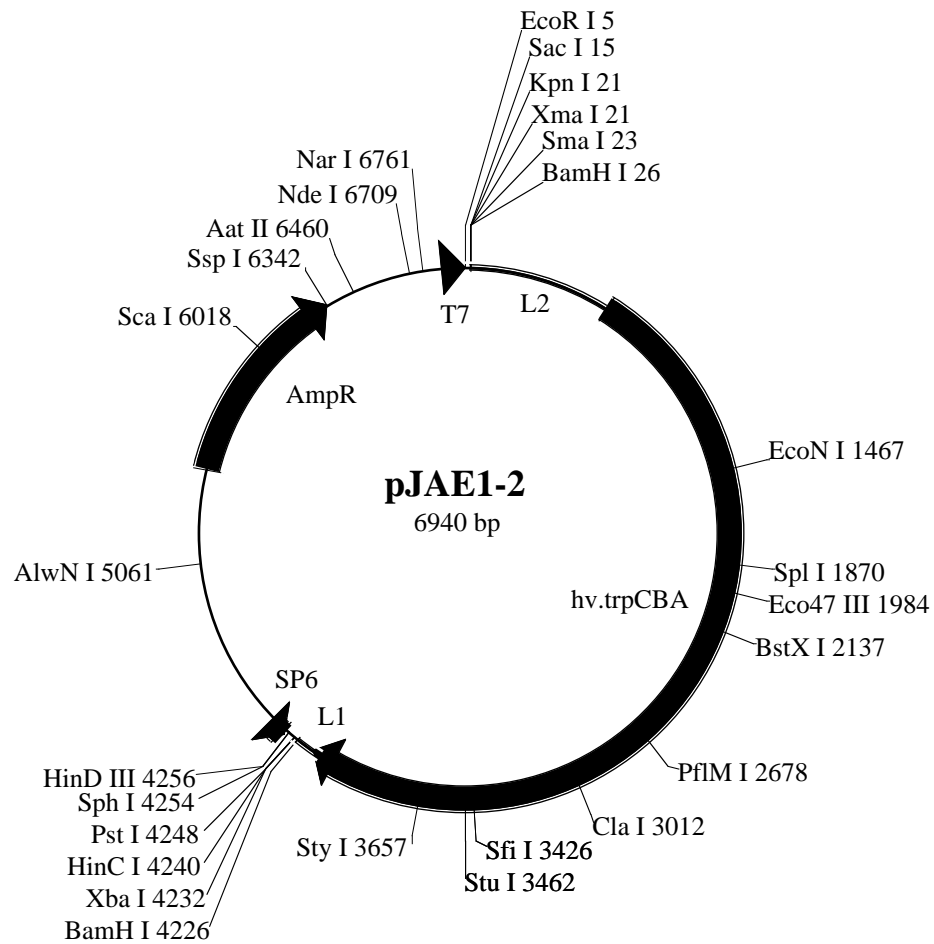 EcoR I 5
Sac I 15
Kpn I 21
Xma I 21
Sma I 23
BamH I 26
Nar I 6761
Nde I 6709
Aat II 6460
Ssp I 6342
Sca I 6018
T7
L2
AmpR
EcoN I 1467
pJAE1-2
6940 bp
AlwN I 5061
Spl I 1870
hv.trpCBA
Eco47 III 1984
BstX I 2137
SP6
L1
HinD III 4256
Sph I 4254
Pst I 4248
HinC I 4240
Xba I 4232
BamH I 4226
PflM I 2678
Cla I 3012
Sty I 3657
Sfi I 3426
Stu I 3462